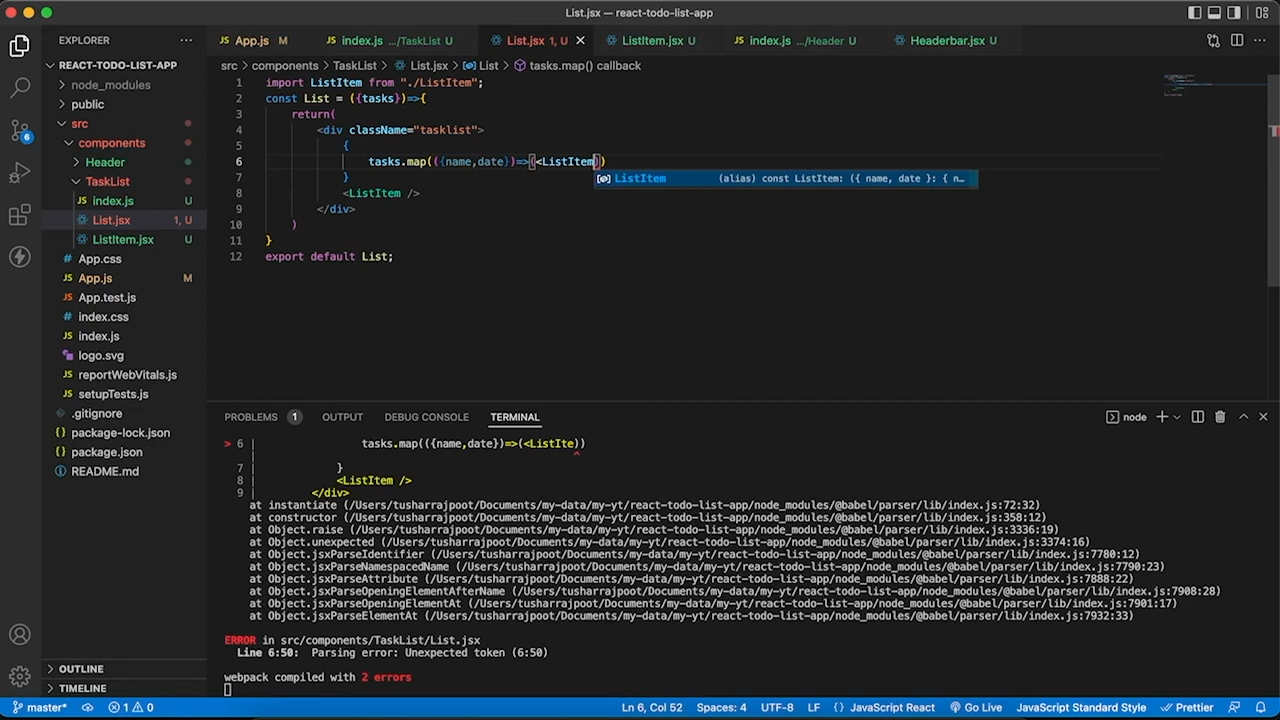 List.jsx — react-todo-list-app
EXPLORER ···
REACT-TODO-LIST-APP
node_modules
public
src
components
Header
TaskList
index.js U
List.jsx 1, U
ListItem.jsx U
App.css
App.js M
App.test.js
index.css
index.js
logo.svg
reportWebVitals.js
setupTests.js
.gitignore
package-lock.json
package.json
README.md
OUTLINE
TIMELINE
6
JS App.js M index.js .../TaskList U List.jsx 1, U ListItem.jsx U JS index.js .../Header U Headerbar.jsx U
src > components > TaskList > List.jsx > List > tasks.map() callback
1 import ListItem from "./ListItem";
2 const List = ({tasks})=>{
3 return(
4 <div className="tasklist">
5 {
6 tasks.map(({name,date})=>(<ListItem))
ListItem (alias) const ListItem: ({ name, date }: { n…
7 }
8 <ListItem />
9 </div>
10 )
11 }
12 export default List;
PROBLEMS 1 OUTPUT DEBUG CONSOLE TERMINAL node
> 6 | tasks.map(({name,date})=>(<ListIte))
| ^
7 | }
8 | <ListItem />
9 | </div>
at instantiate (/Users/tusharrajpoot/Documents/my-data/my-yt/react-todo-list-app/node_modules/@babel/parser/lib/index.js:72:32)
at constructor (/Users/tusharrajpoot/Documents/my-data/my-yt/react-todo-list-app/node_modules/@babel/parser/lib/index.js:358:12)
at Object.raise (/Users/tusharrajpoot/Documents/my-data/my-yt/react-todo-list-app/node_modules/@babel/parser/lib/index.js:3336:19)
at Object.unexpected (/Users/tusharrajpoot/Documents/my-data/my-yt/react-todo-list-app/node_modules/@babel/parser/lib/index.js:3374:16)
at Object.jsxParseIdentifier (/Users/tusharrajpoot/Documents/my-data/my-yt/react-todo-list-app/node_modules/@babel/parser/lib/index.js:7780:12)
at Object.jsxParseNamespacedName (/Users/tusharrajpoot/Documents/my-data/my-yt/react-todo-list-app/node_modules/@babel/parser/lib/index.js:7790:23)
at Object.jsxParseAttribute (/Users/tusharrajpoot/Documents/my-data/my-yt/react-todo-list-app/node_modules/@babel/parser/lib/index.js:7888:22)
at Object.jsxParseOpeningElementAfterName (/Users/tusharrajpoot/Documents/my-data/my-yt/react-todo-list-app/node_modules/@babel/parser/lib/index.js:7908:28)
at Object.jsxParseOpeningElementAt (/Users/tusharrajpoot/Documents/my-data/my-yt/react-todo-list-app/node_modules/@babel/parser/lib/index.js:7901:17)
at Object.jsxParseElementAt (/Users/tusharrajpoot/Documents/my-data/my-yt/react-todo-list-app/node_modules/@babel/parser/lib/index.js:7932:33)
ERROR in src/components/TaskList/List.jsx
Line 6:50: Parsing error: Unexpected token (6:50)
webpack compiled with 2 errors
master* 1 0 Ln 6, Col 52 Spaces: 4 UTF-8 LF {} JavaScript React Go Live JavaScript Standard Style Prettier